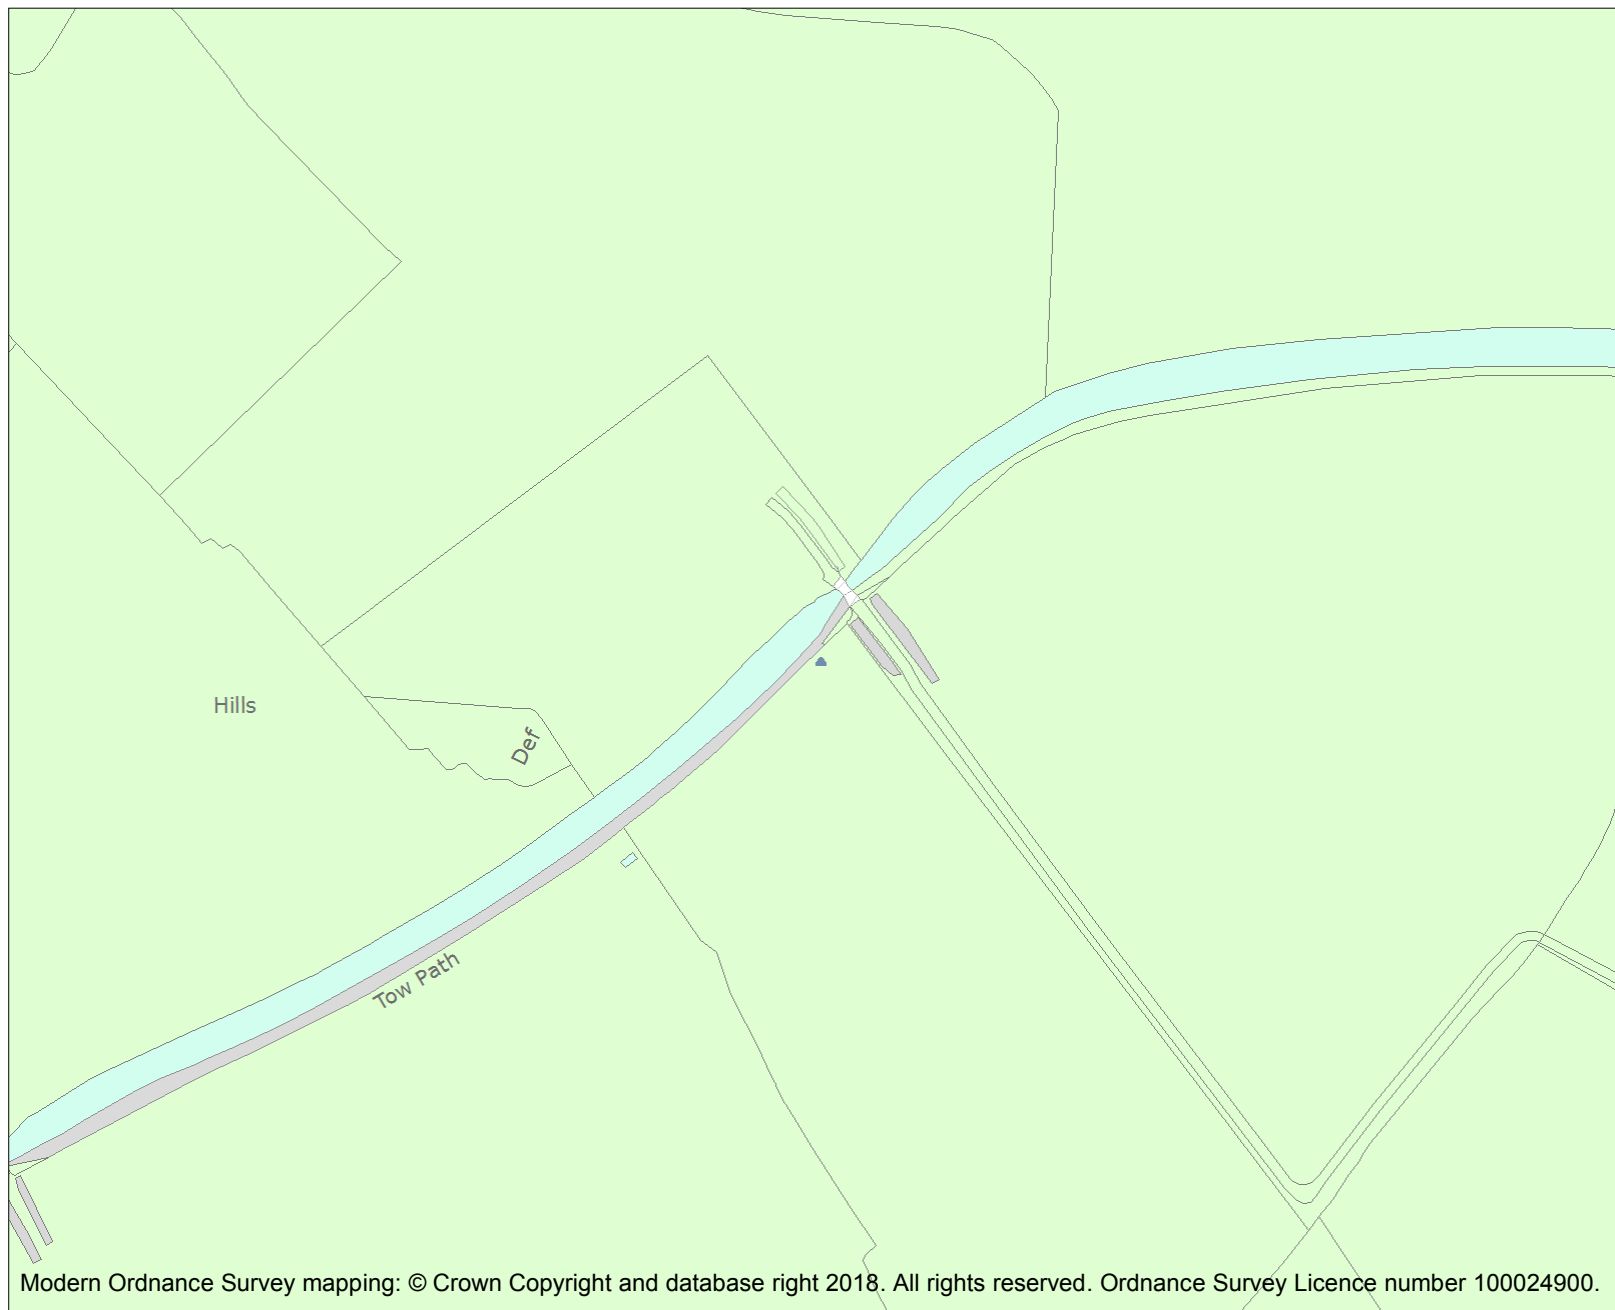 Hills
Def
Tow Path
Modern Ordnance Survey mapping: © Crown Copyright and database right 2018. All rights reserved. Ordnance Survey Licence number 100024900.